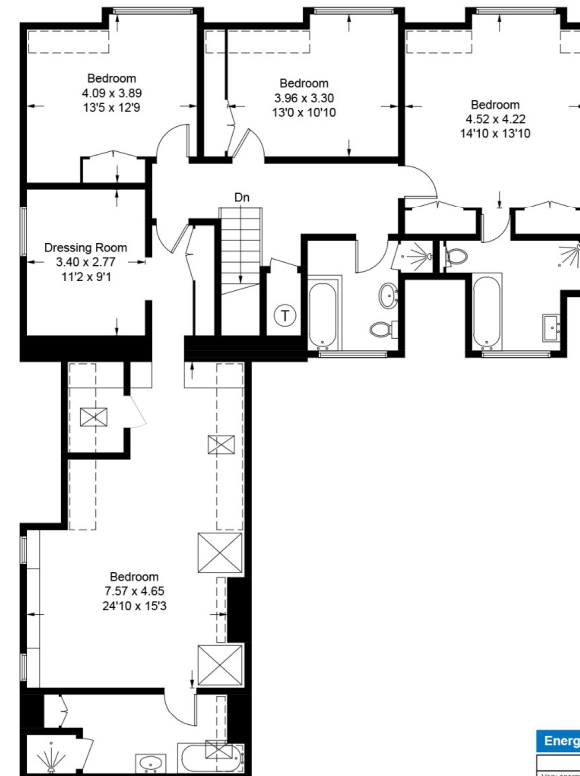 Bedroom
4.09 x 3.89
13'5 x 12'9
Bedroom
3.96 x 3.30
13'0 x 10'10
Bedroom
4.52 x 4.22
14'10 x 13'10
Dn
Dressing Room
3.40 x 2.77
11'2 x 9'1
T
Bedroom
7.57 x 4.65
24'10 x 15'3
Energ